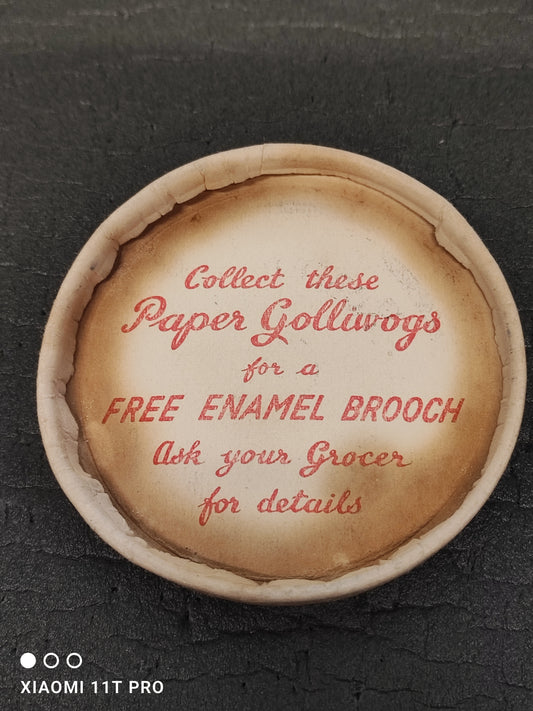 Collect these
Paper Golliwogs
for a
FREE ENAMEL BROOCH
Ask your Grocer
for details
XIAOMI 11T PRO